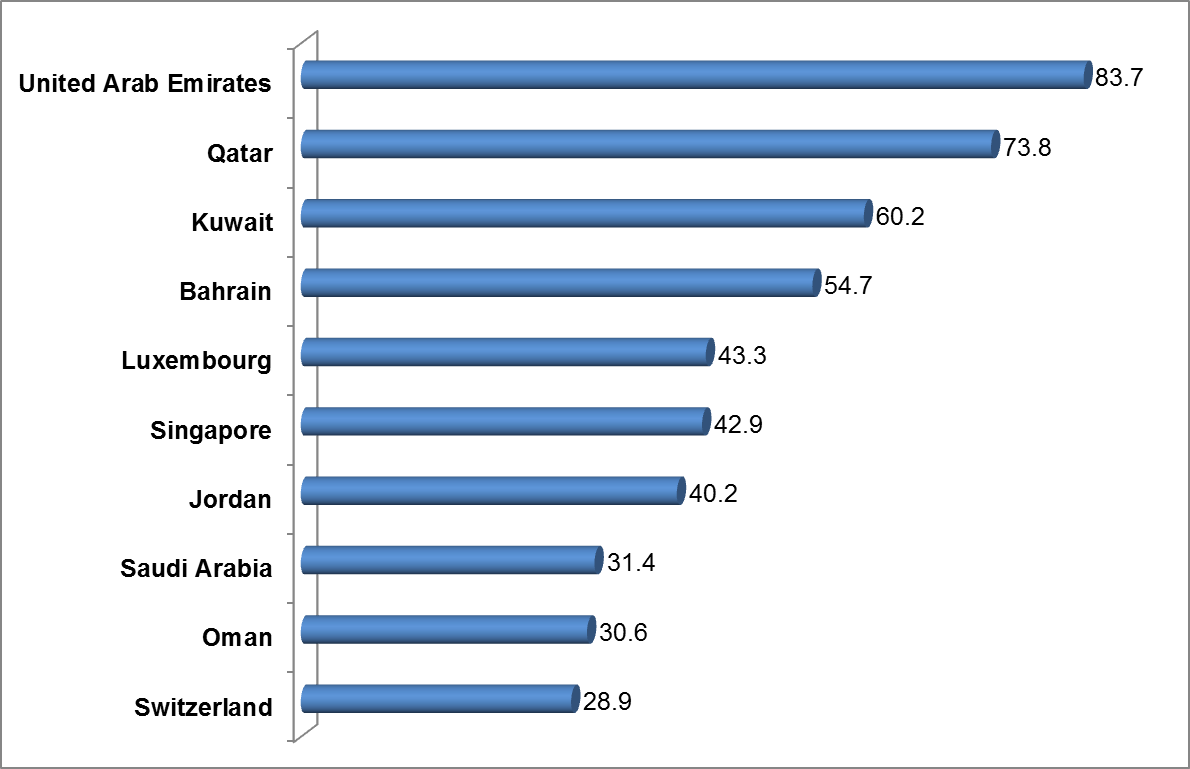 United Arab Emirates 83.7
Qatar 73.8
Kuwait 60.2
Bahrain 54.7
Luxembourg 43.3
Singapore 42.9
Jordan 40.2
Saudi Arabia 31.4
Oman 30.6
Switzerland 28.9